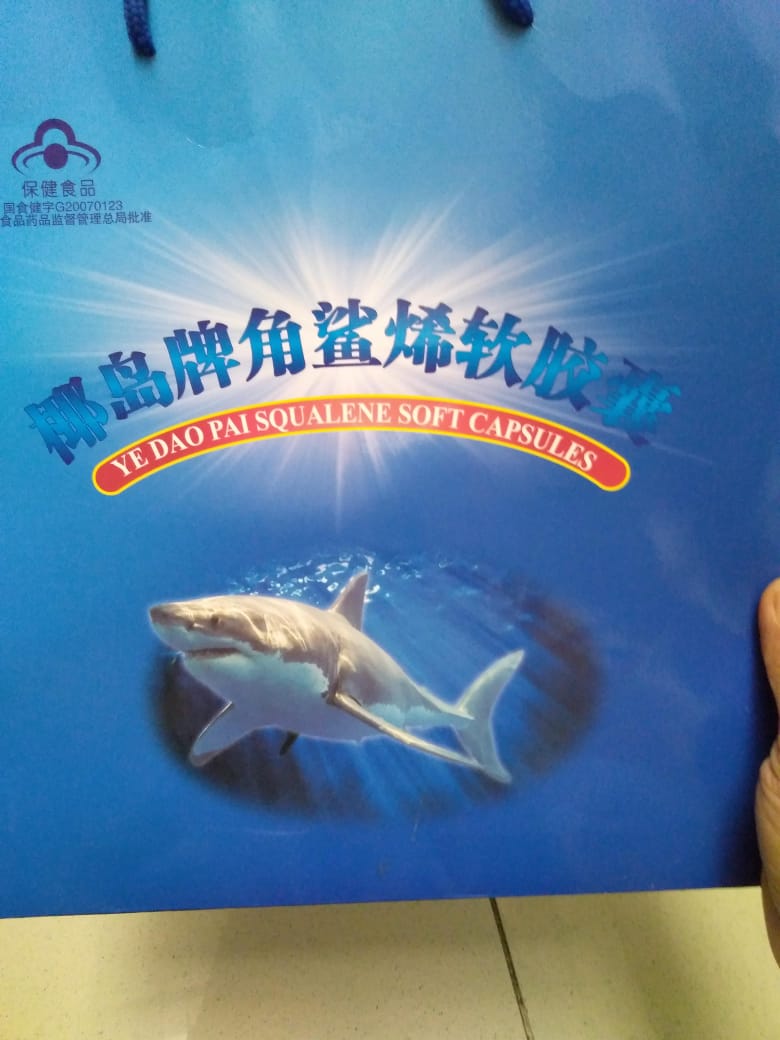 保健食品
国食健字G20070123
食品药品监督管理总局批准
椰岛牌角鲨烯软胶囊
YE DAO PAI SQUALENE SOFT CAPSULES